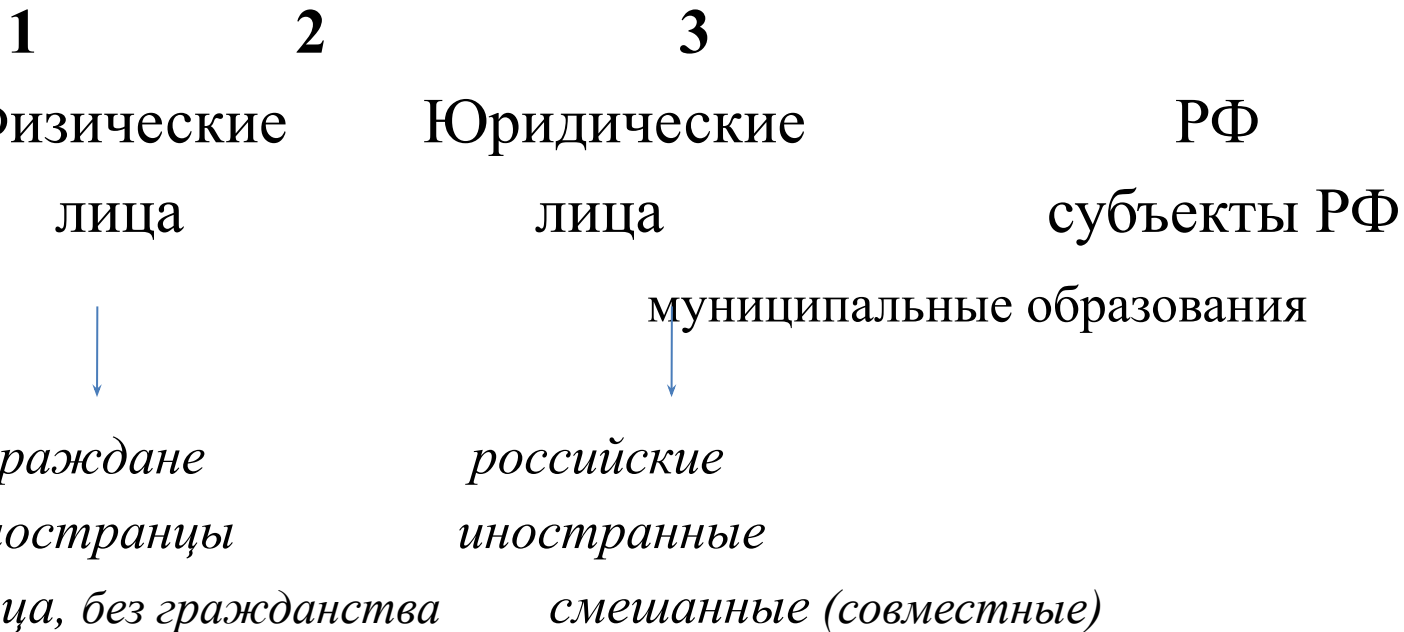 1 2 3
Физические Юридические РФ
лица лица субъекты РФ
муниципальные образования
раждане российские
остранцы иностранные
ца, без гражданства смешанные (совместные)